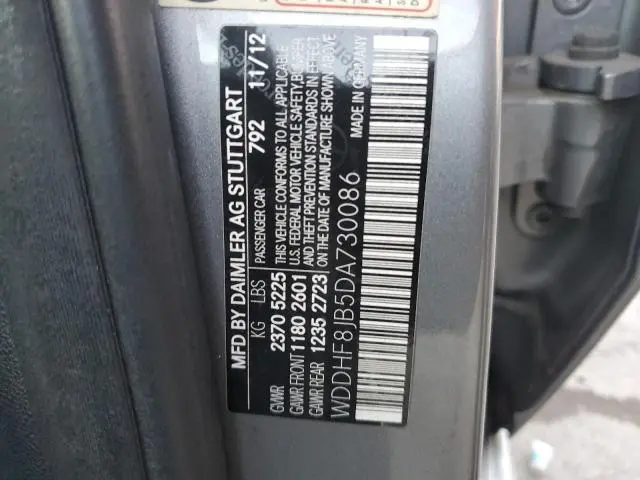 MFD BY DAIMLER AG STUTTGART
PASSENGER CAR 792 11/12
KG LBS
GVWR 2370 5225
GAWR FRONT 1180 2601
GAWR REAR 1235 2723
THIS VEHICLE CONFORMS TO ALL APPLICABLE
U.S. FEDERAL MOTOR VEHICLE SAFETY, BUMPER
AND THEFT PREVENTION STANDARDS IN EFFECT
ON DATE OF MANUFACTURE SHOWN ABOVE
WDDHF8JB5DA730086
MADE IN GERMANY